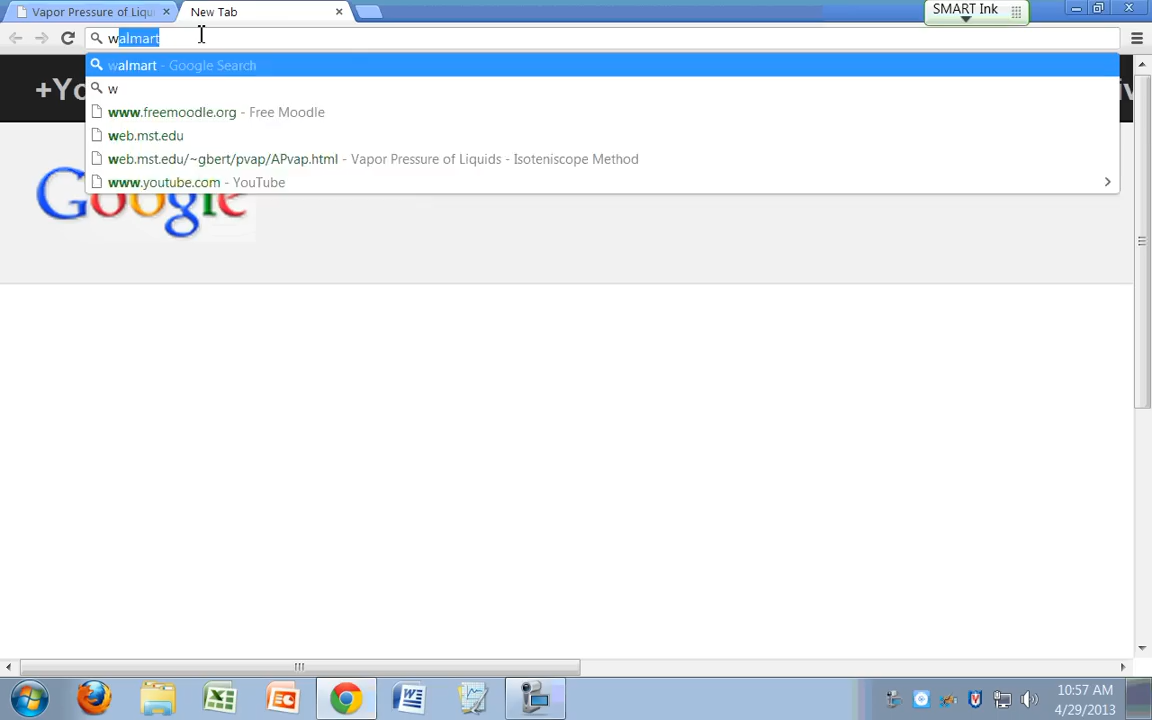 Vapor Pressure of Liqui
New Tab
SMART Ink
walmart
walmart - Google Search
w
www.freemoodle.org - Free Moodle
web.mst.edu
web.mst.edu/~gbert/pvap/APvap.html - Vapor Pressure of Liquids - Isoteniscope Method
www.youtube.com - YouTube
+Yo
Google
10:57 AM
4/29/2013